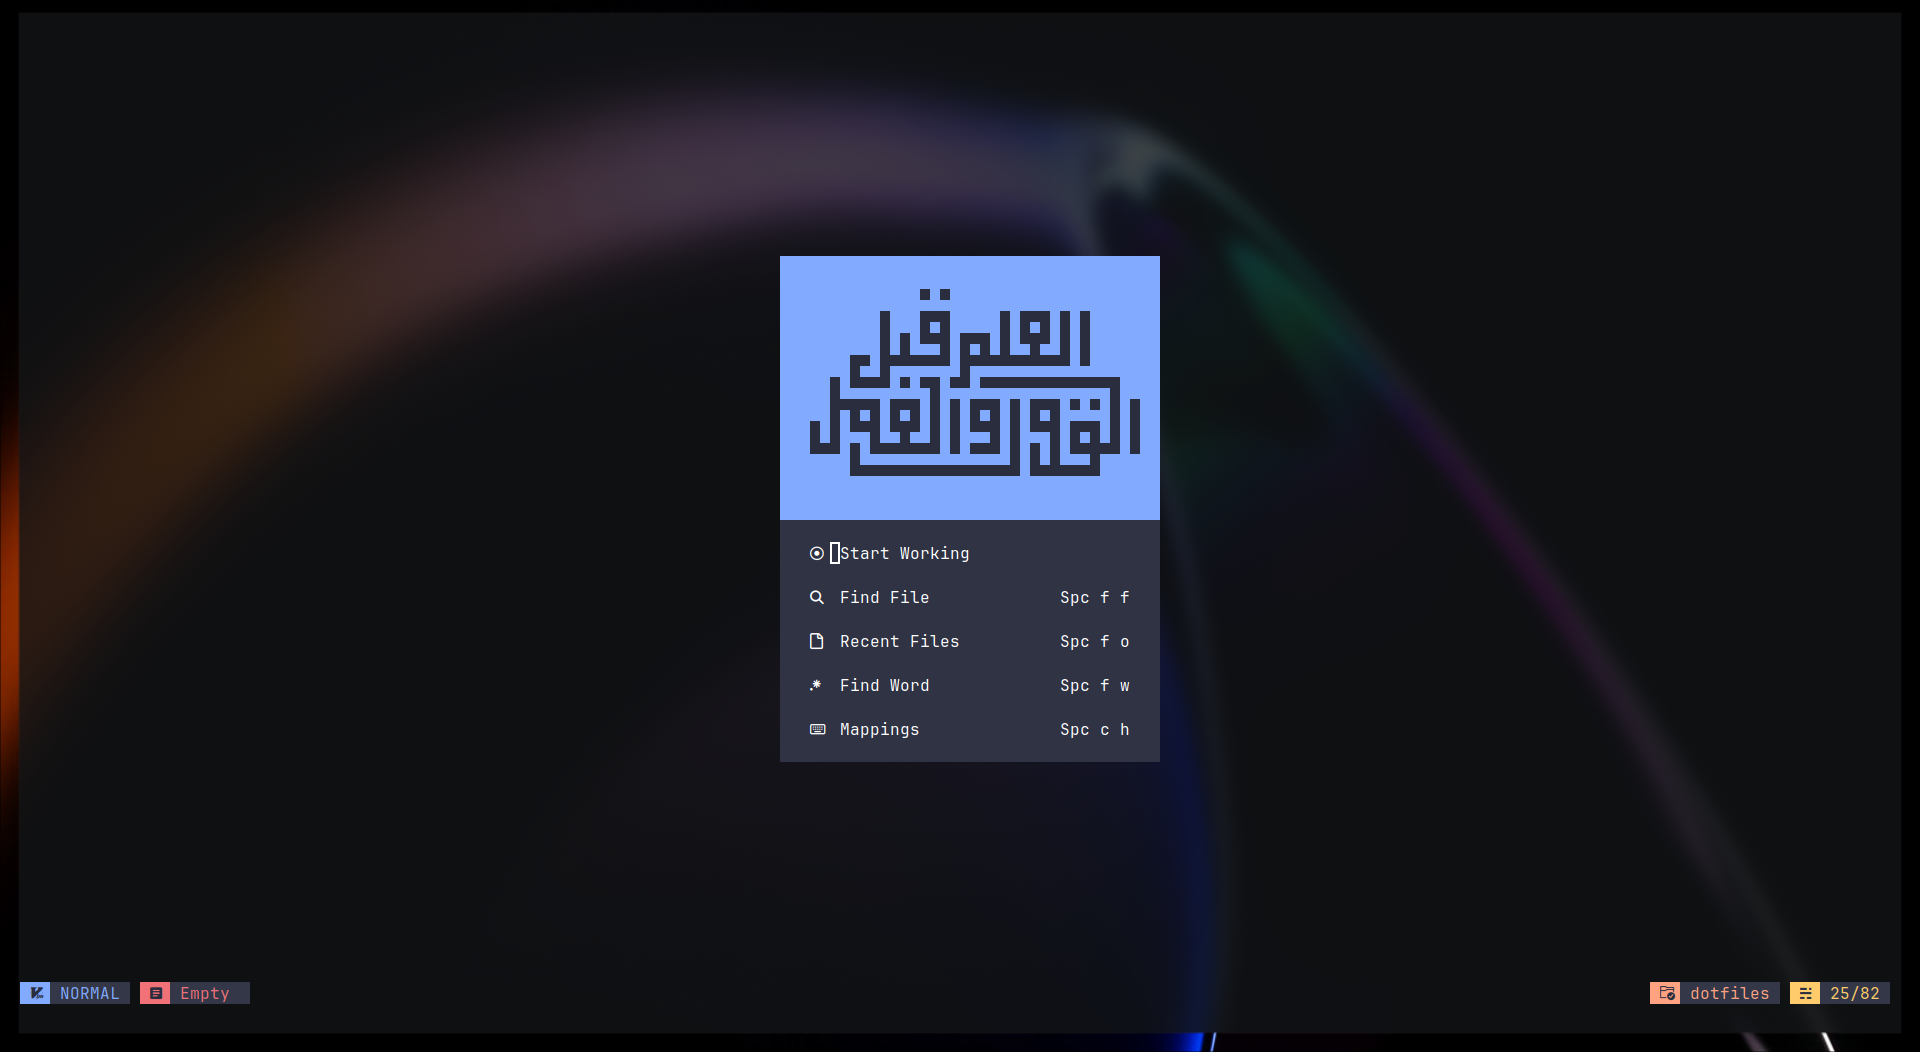 العلم قبل
القول والعمل
Start Working
Find File Spc f f
Recent Files Spc f o
.* Find Word Spc f w
Mappings Spc c h
NORMAL Empty dotfiles 25/82